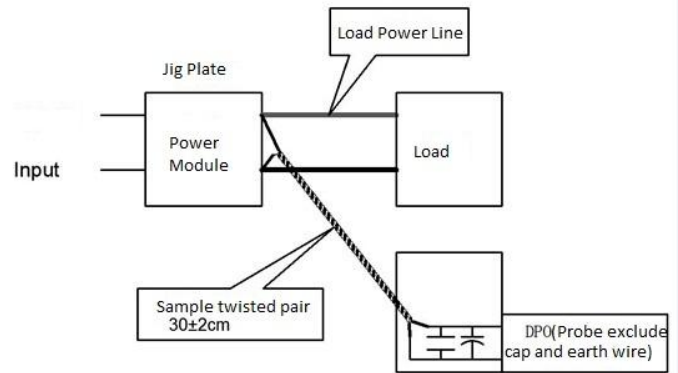 Load Power Line
Jig Plate
Power
Module
Load
Input
Sample twisted pair
30±2cm
DPO(Probe exclude
cap and earth wire)